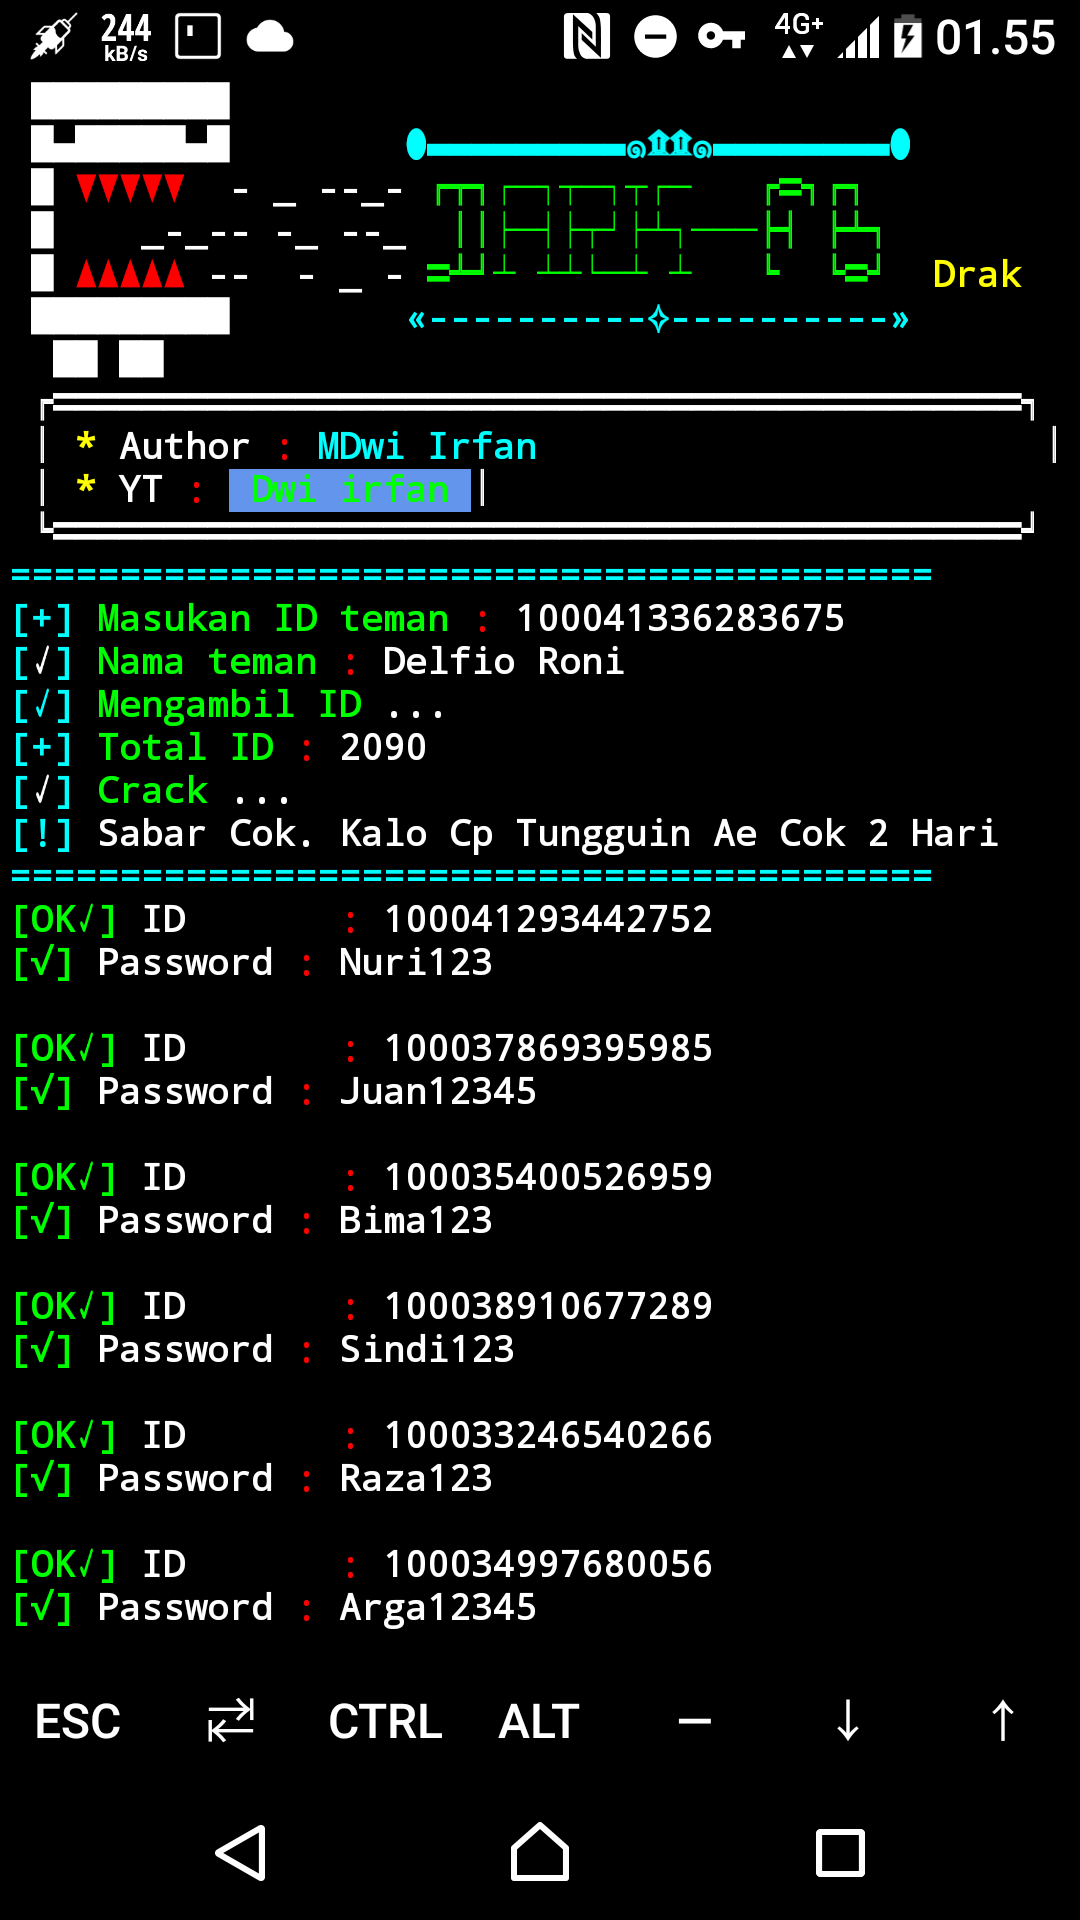 244 kB/s 4G+ 01.55
Drak
* Author : MDwi Irfan
* YT : Dwi irfan
==========================================
[+] Masukan ID teman : 100041336283675
[√] Nama teman : Delfio Roni
[√] Mengambil ID ...
[+] Total ID : 2090
[√] Crack ...
[!] Sabar Cok. Kalo Cp Tungguin Ae Cok 2 Hari
==========================================
[OK√] ID : 100041293442752
[√] Password : Nuri123
[OK√] ID : 100037869395985
[√] Password : Juan12345
[OK√] ID : 100035400526959
[√] Password : Bima123
[OK√] ID : 100038910677289
[√] Password : Sindi123
[OK√] ID : 100033246540266
[√] Password : Raza123
[OK√] ID : 100034997680056
[√] Password : Arga12345
ESC CTRL ALT – ↓ ↑